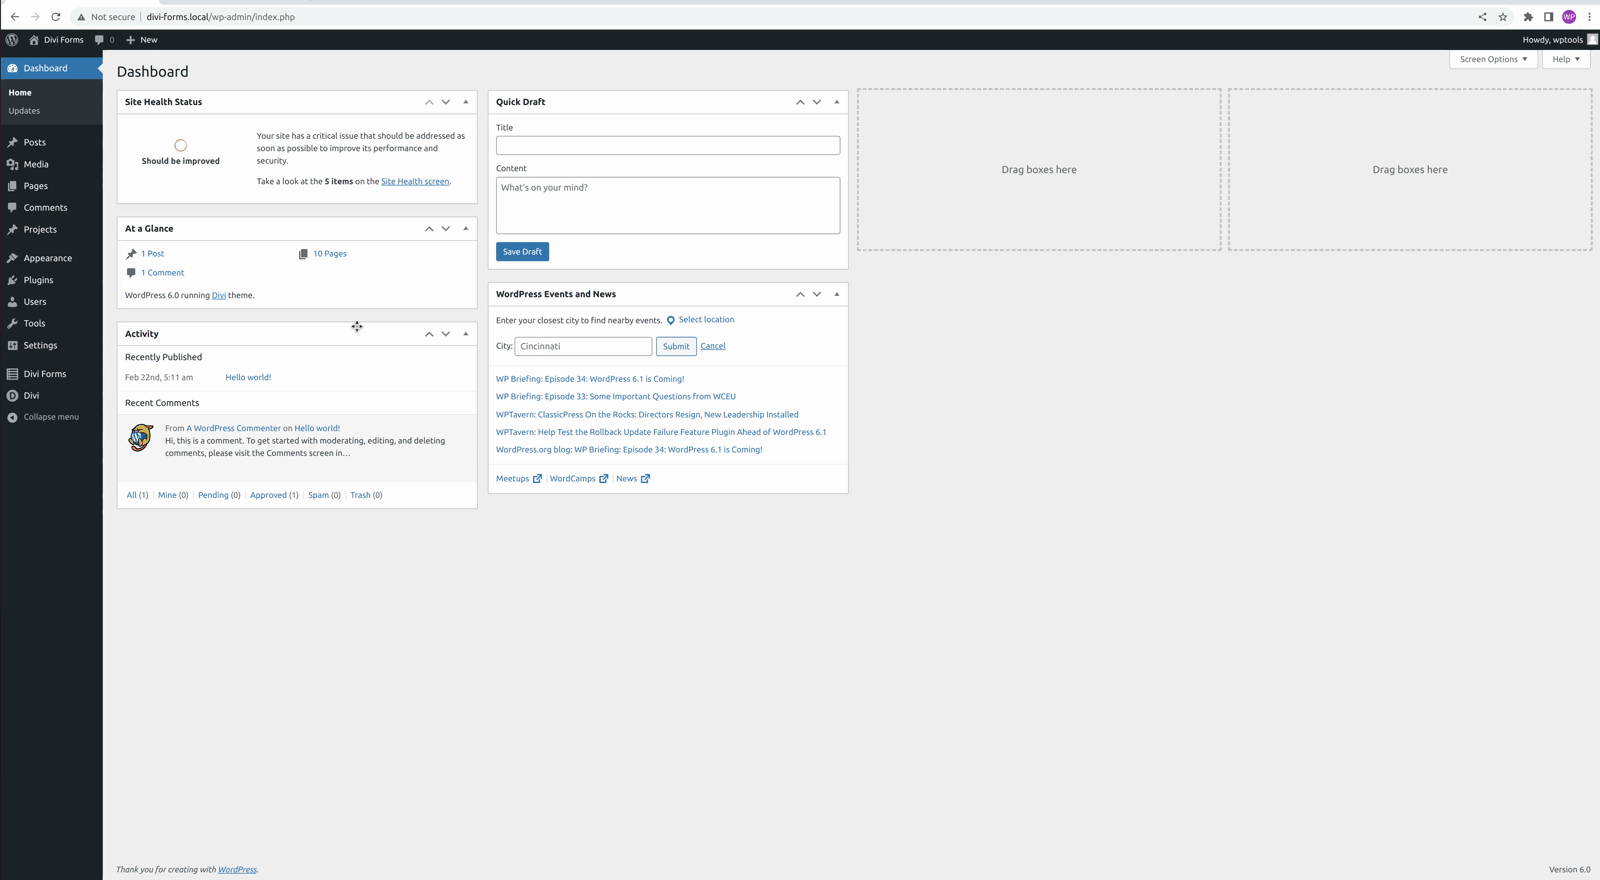 Not secure
divi-forms.local/wp-admin/index.php
WP
Divi Forms
0
New
Howdy, wptools
Dashboard
Home
Updates
Posts
Media
Pages
Comments
Projects
Appearance
Plugins
Users
Tools
Settings
Divi Forms
Divi
Collapse menu
Dashboard
Screen Options
Help
Site Health Status
Should be improved
Your site has a critical issue that should be addressed as
soon as possible to improve its performance and
security.
Take a look at the 5 items on the Site Health screen.
At a Glance
1 Post
10 Pages
1 Comment
WordPress 6.0 running Divi theme.
Activity
Recently Published
Feb 22nd, 5:11 am
Hello world!
Recent Comments
From A WordPress Commenter on Hello world!
Hi, this is a comment. To get started with moderating, editing, and deleting
comments, please visit the Comments screen in…
All (1) | Mine (0) | Pending (0) | Approved (1) | Spam (0) | Trash (0)
Quick Draft
Title
Content
What's on your mind?
Save Draft
WordPress Events and News
Enter your closest city to find nearby events. Select location
City: Cincinnati Submit Cancel
WP Briefing: Episode 34: WordPress 6.1 is Coming!
WP Briefing: Episode 33: Some Important Questions from WCEU
WPTavern: ClassicPress On the Rocks: Directors Resign, New Leadership Installed
WPTavern: Help Test the Rollback Update Failure Feature Plugin Ahead of WordPress 6.1
WordPress.org blog: WP Briefing: Episode 34: WordPress 6.1 is Coming!
Meetups | WordCamps | News
Drag boxes here
Drag boxes here
Thank you for creating with WordPress.
Version 6.0